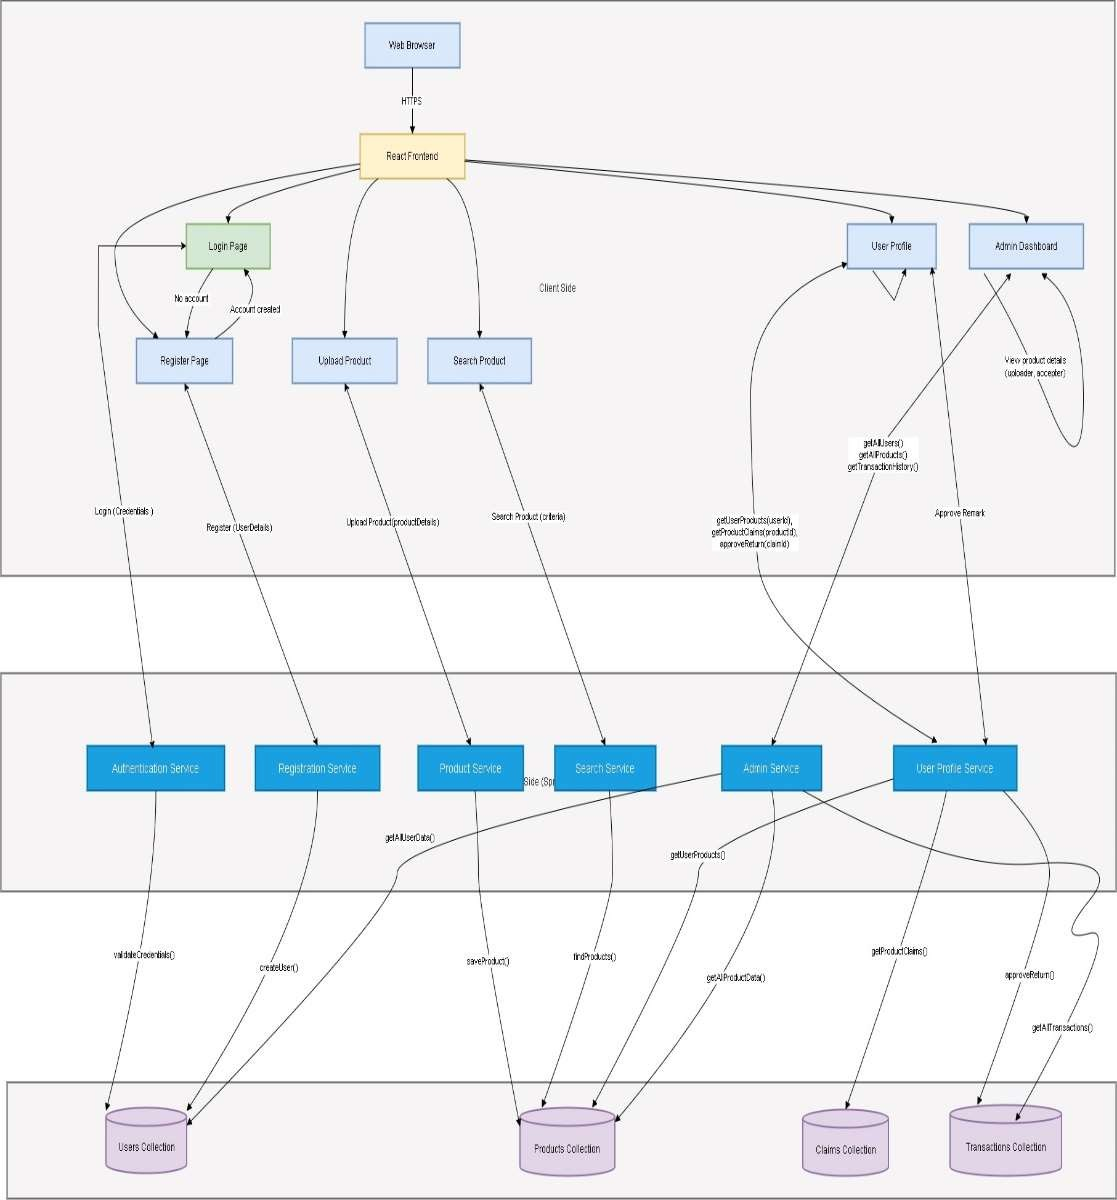 Web Browser
HTTPS
React Frontend
Login Page
User Profile
Admin Dashboard
Client Side
No account
Account created
Register Page
Upload Product
Search Product
View product details
(uploader, accepter)
getAllUsers()
getAllProducts()
getTransactionHistory()
Login (Credentials )
Register (UserDetails)
Upload Product(productDetails)
Search Product (criteria)
getUserProducts(userId),
getProductClaims(productId),
approveReturn(claimId)
Approve Remark
Authentication Service
Registration Service
Product Service
Side (Spr
Search Service
Admin Service
User Profile Service
getAllUserData()
getUserProducts()
validateCredentials()
createUser()
saveProduct()
findProducts()
getAllProductData()
getProductClaims()
approveReturn()
getAllTransactions()
Users Collection
Products Collection
Claims Collection
Transactions Collection